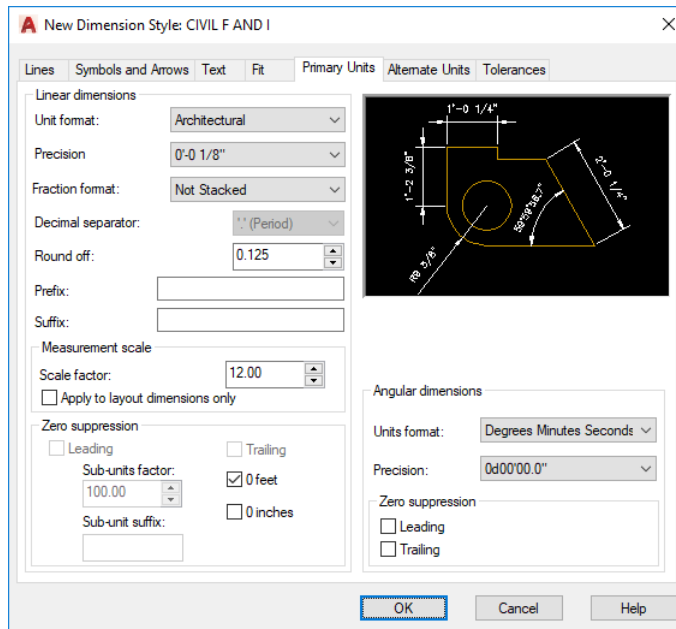 New Dimension Style: CIVIL F AND I
Lines Symbols and Arrows Text Fit Primary Units Alternate Units Tolerances
Linear dimensions
Unit format: Architectural
Precision 0'-0 1/8"
Fraction format: Not Stacked
Decimal separator: '.' (Period)
Round off: 0.125
Prefix:
Suffix:
Measurement scale
Scale factor: 12.00
Apply to layout dimensions only
Zero suppression
Leading
Trailing
Sub-units factor:
100.00
0 feet
0 inches
Sub-unit suffix:
1'-0 1/4"
1'-2 3/8"
2'-0 1/4"
59°59'56.7"
R9 3/8"
Angular dimensions
Units format: Degrees Minutes Seconds
Precision: 0d00'00.0"
Zero suppression
Leading
Trailing
OK Cancel Help